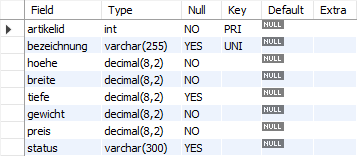 Field Type Null Key Default Extra
artikelid int NO PRI NULL
bezeichnung varchar(255) YES UNI NULL
hoehe decimal(8,2) NO NULL
breite decimal(8,2) NO NULL
tiefe decimal(8,2) YES NULL
gewicht decimal(8,2) NO NULL
preis decimal(8,2) NO NULL
status varchar(300) YES NULL